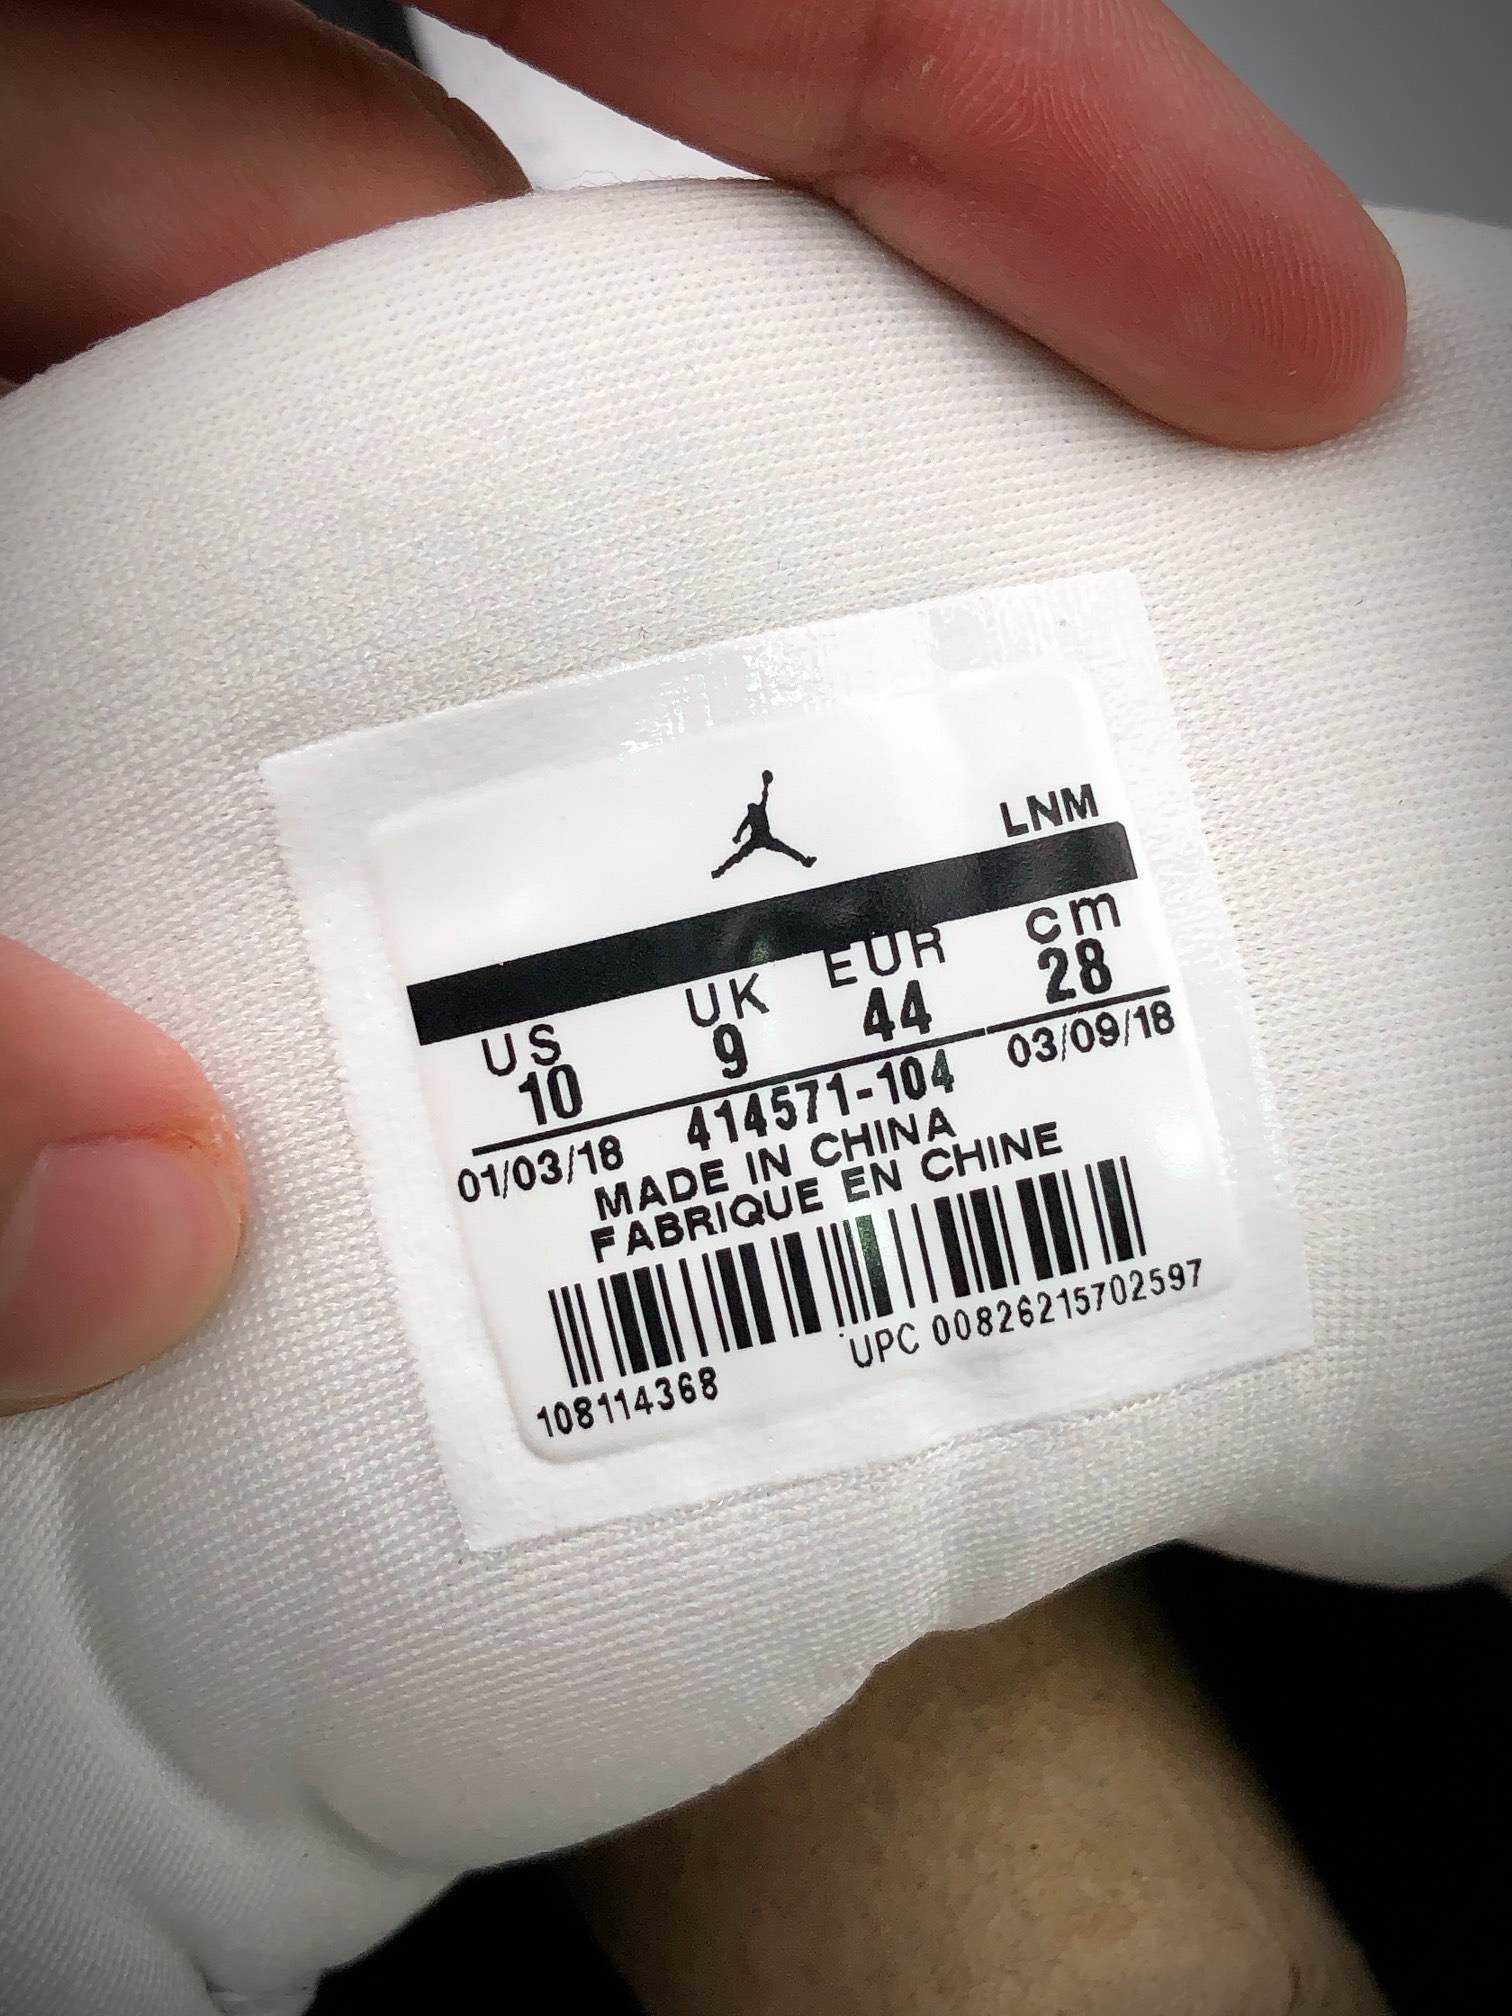 LNM
US UK EUR cm
10 9 44 28
01/03/18 414571-104 03/09/18
MADE IN CHINA
FABRIQUE EN CHINE
108114368 UPC 00826215702597